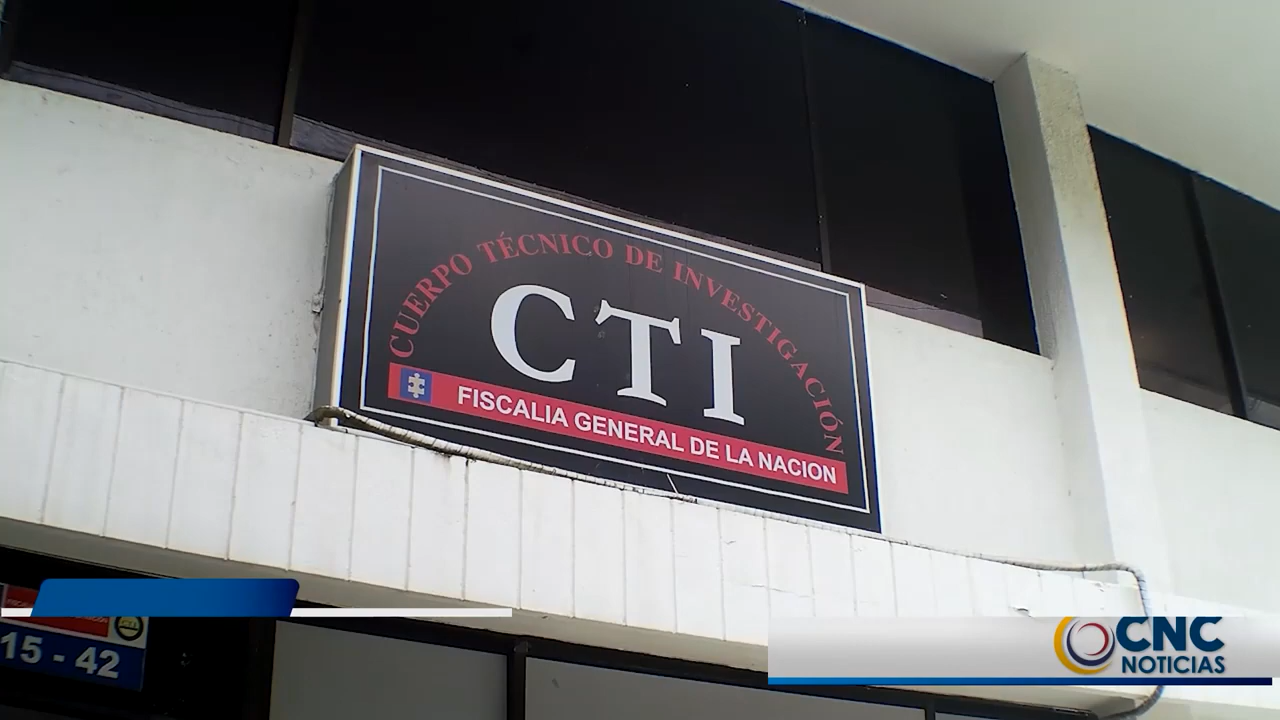 CUERPO TÉCNICO DE INVESTIGACIÓN
CTI
FISCALIA GENERAL DE LA NACION
15 - 42
CNC
NOTICIAS